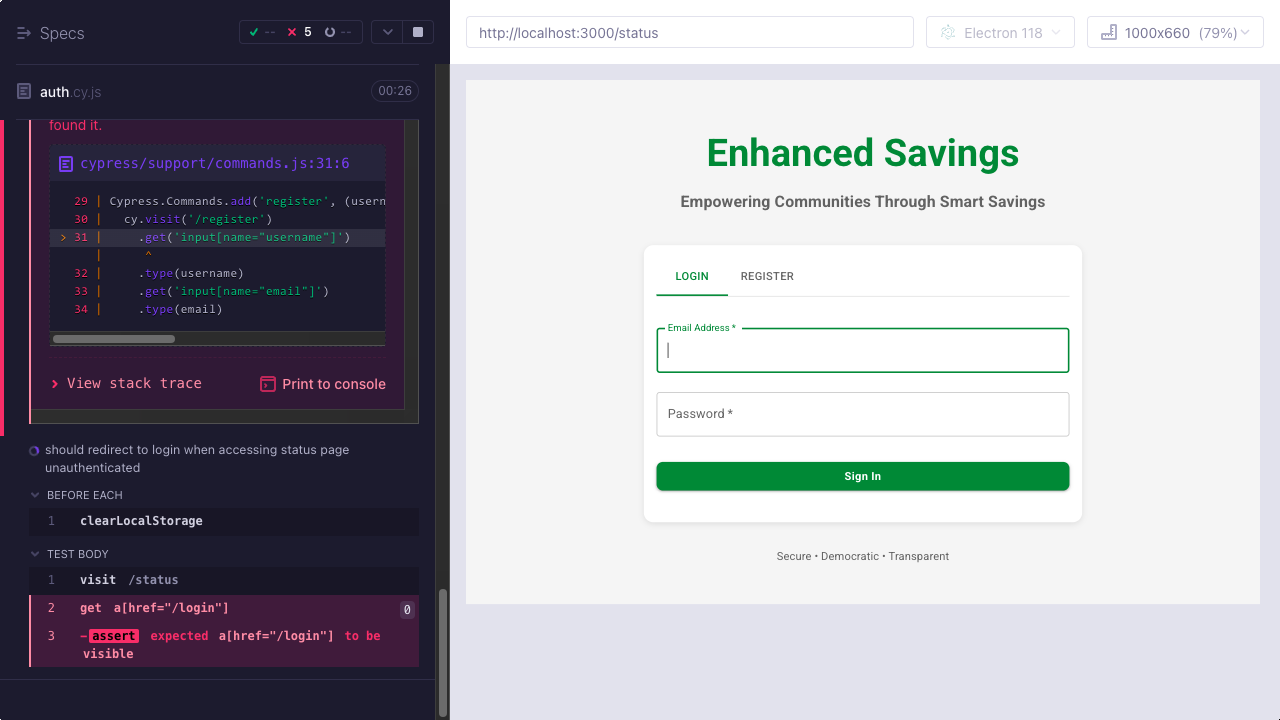 Specs
-- 5 --
auth.cy.js 00:26
found it.
cypress/support/commands.js:31:6
29 | Cypress.Commands.add('register', (usern
30 | cy.visit('/register')
> 31 | .get('input[name="username"]')
| ^
32 | .type(username)
33 | .get('input[name="email"]')
34 | .type(email)
View stack trace Print to console
should redirect to login when accessing status page
unauthenticated
BEFORE EACH
1 clearLocalStorage
TEST BODY
1 visit /status
2 get a[href="/login"] 0
3 -assert expected a[href="/login"] to be
visible
http://localhost:3000/status Electron 118 1000x660 (79%)
Enhanced Savings
Empowering Communities Through Smart Savings
LOGIN REGISTER
Email Address *
Password *
Sign In
Secure • Democratic • Transparent